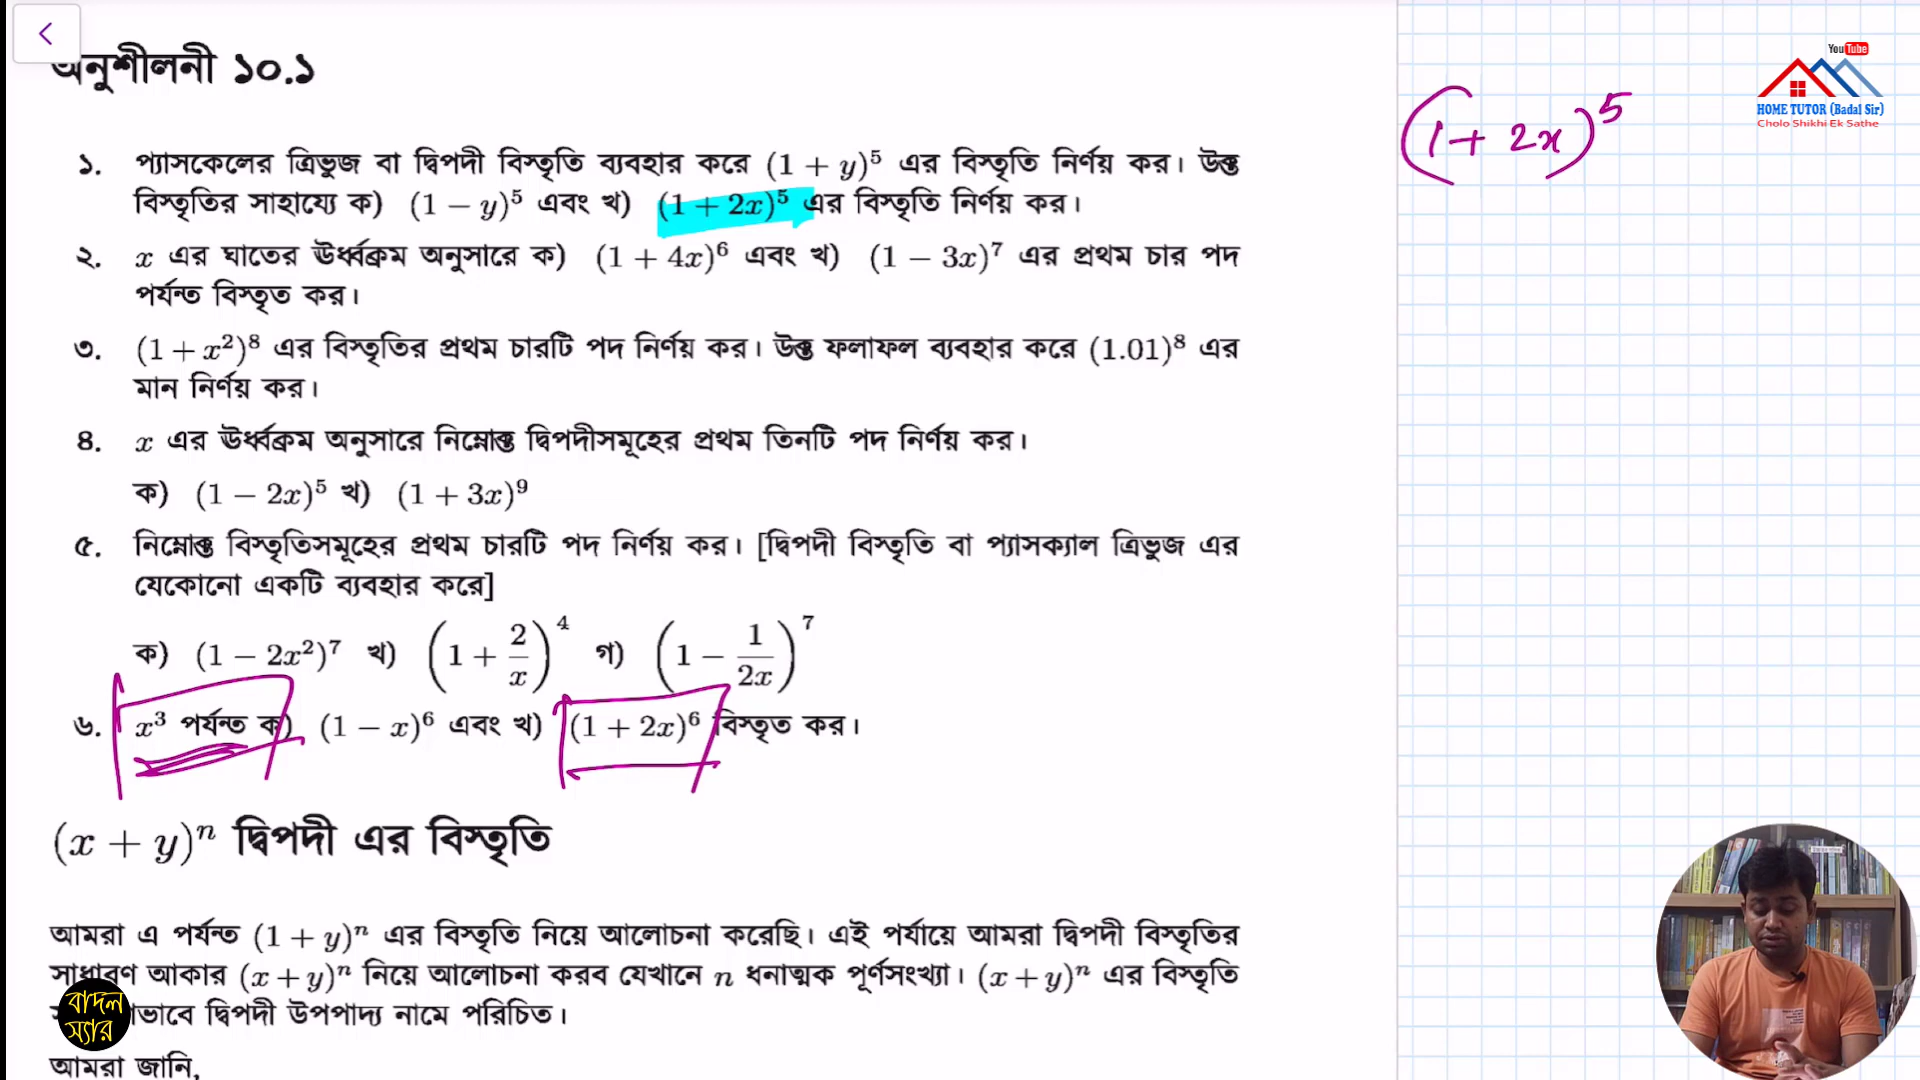 অনুশীলনী ১০.১
১. প্যাসকেলের ত্রিভুজ বা দ্বিপদী বিস্তৃতি ব্যবহার করে (1 + y)⁵ এর বিস্তৃতি নির্ণয় কর। উক্ত
বিস্তৃতির সাহায্যে ক) (1 − y)⁵ এবং খ) (1 + 2x)⁵ এর বিস্তৃতি নির্ণয় কর।
২. x এর ঘাতের ঊর্ধ্বক্রম অনুসারে ক) (1 + 4x)⁶ এবং খ) (1 − 3x)⁷ এর প্রথম চার পদ
পর্যন্ত বিস্তৃত কর।
৩. (1 + x²)⁸ এর বিস্তৃতির প্রথম চারটি পদ নির্ণয় কর। উক্ত ফলাফল ব্যবহার করে (1.01)⁸ এর
মান নির্ণয় কর।
৪. x এর ঊর্ধ্বক্রম অনুসারে নিম্নোক্ত দ্বিপদীসমূহের প্রথম তিনটি পদ নির্ণয় কর।
ক) (1 − 2x)⁵ খ) (1 + 3x)⁹
৫. নিম্নোক্ত বিস্তৃতিসমূহের প্রথম চারটি পদ নির্ণয় কর। [দ্বিপদী বিস্তৃতি বা প্যাসক্যাল ত্রিভুজ এর
যেকোনো একটি ব্যবহার করে]
ক) (1 − 2x²)⁷ খ) (1 + 2/x)⁴ গ) (1 − 1/2x)⁷
৬. x³ পর্যন্ত ক) (1 − x)⁶ এবং খ) (1 + 2x)⁶ বিস্তৃত কর।
(x + y)ⁿ দ্বিপদী এর বিস্তৃতি
আমরা এ পর্যন্ত (1 + y)ⁿ এর বিস্তৃতি নিয়ে আলোচনা করেছি। এই পর্যায়ে আমরা দ্বিপদী বিস্তৃতির
সাধারণ আকার (x + y)ⁿ নিয়ে আলোচনা করব যেখানে n ধনাত্মক পূর্ণসংখ্যা। (x + y)ⁿ এর বিস্তৃতি
ভাবে দ্বিপদী উপপাদ্য নামে পরিচিত।
আমরা জানি,
(1 + 2x)⁵
YouTube
HOME TUTOR (Badal Sir)
Cholo Shikhi Ek Sathe
বাদল
স্যার